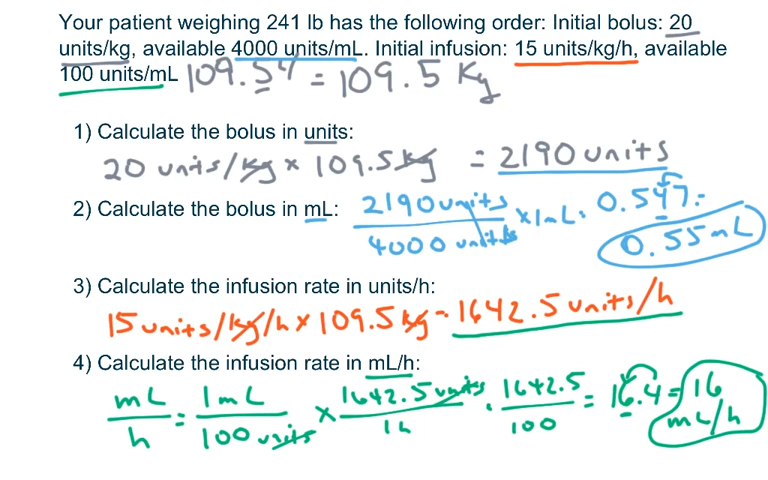 Your patient weighing 241 lb has the following order: Initial bolus: 20
units/kg, available 4000 units/mL. Initial infusion: 15 units/kg/h, available
100 units/mL 109.54 = 109.5 Kg
1) Calculate the bolus in units:
20 units/kg × 109.5 kg = 2190 units
2) Calculate the bolus in mL: 2190 units / 4000 units × 1mL = 0.547 =
0.55 mL
3) Calculate the infusion rate in units/h:
15 units/kg/h × 109.5 kg = 1642.5 units/h
4) Calculate the infusion rate in mL/h:
mL / h = 1 mL / 100 units × 1642.5 units / 1h = 1642.5 / 100 = 16.4 = 16
mL/h